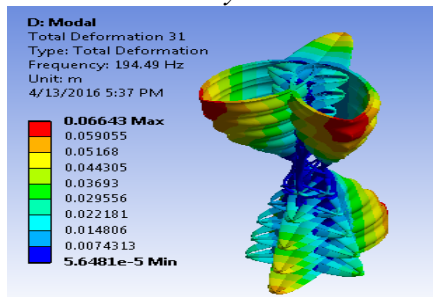 D: Modal
Total Deformation 31
Type: Total Deformation
Frequency: 194.49 Hz
Unit: m
4/13/2016 5:37 PM
0.06643 Max
0.059055
0.05168
0.044305
0.03693
0.029556
0.022181
0.014806
0.0074313
5.6481e-5 Min